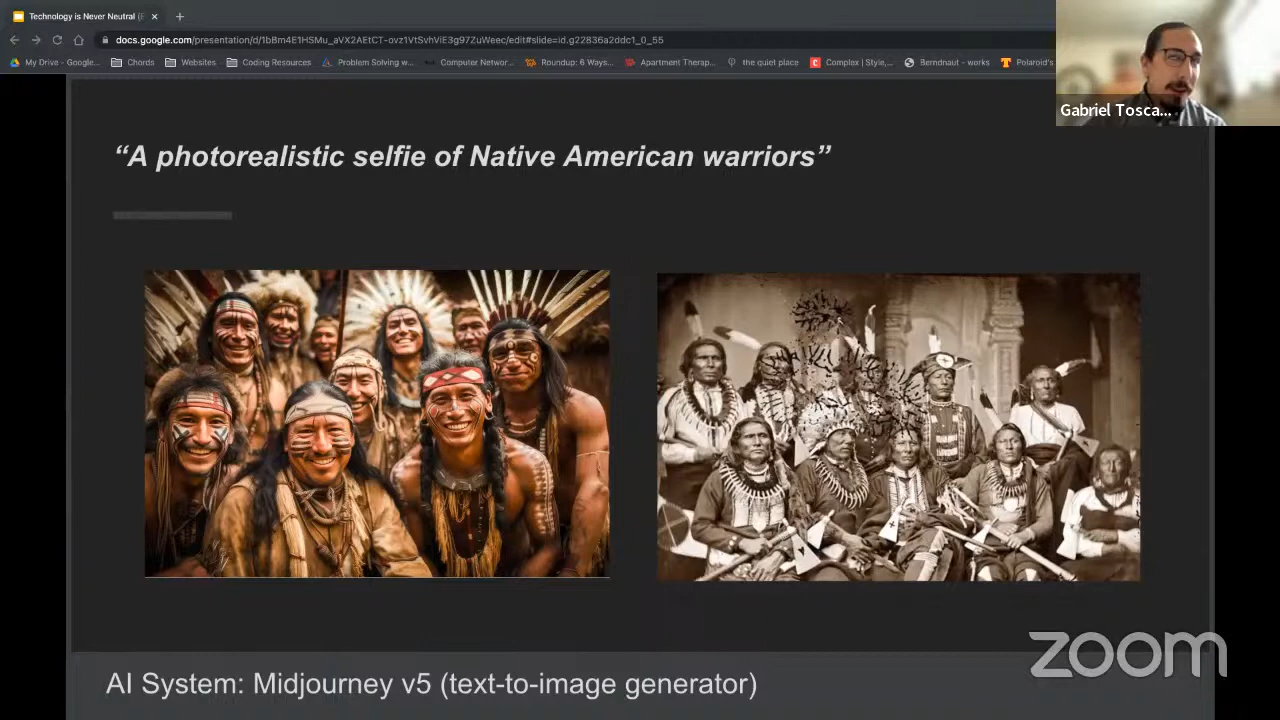 Technology is Never Neutral (
docs.google.com/presentation/d/1bBm4E1HSMu_aVX2AEtCT-ovz1VtSvhViE3g97ZuWeec/edit#slide=id.g22836a2ddc1_0_55
My Drive - Google...
Chords
Websites
Coding Resources
Problem Solving w...
Computer Networ...
Roundup: 6 Ways...
Apartment Therap...
the quiet place
Complex | Style,...
Berndnaut - works
Polaroid's
Gabriel Tosca...
“A photorealistic selfie of Native American warriors”
zoom
AI System: Midjourney v5 (text-to-image generator)